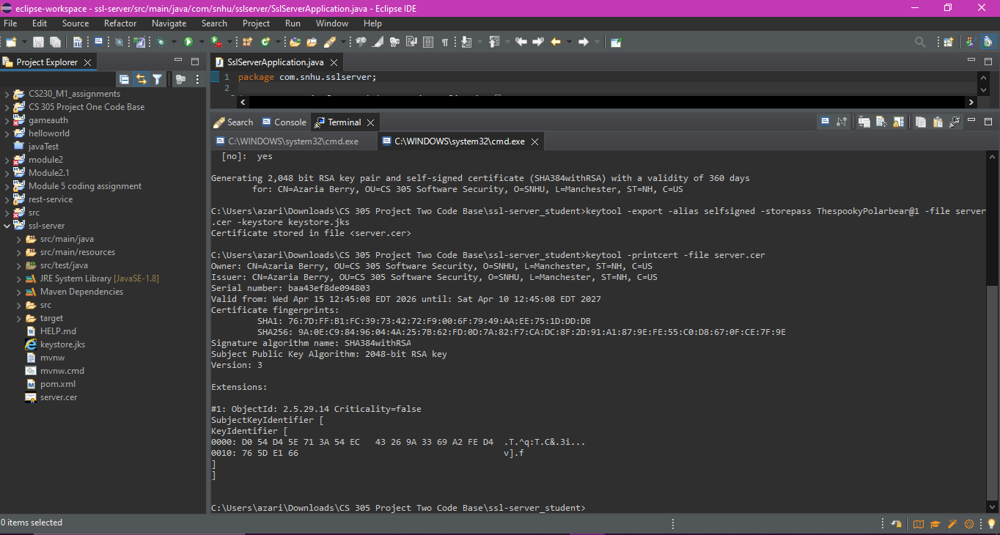 eclipse-workspace - ssl-server/src/main/java/com/snhu/sslserver/SslServerApplication.java - Eclipse IDE
File Edit Source Refactor Navigate Search Project Run Window Help
Project Explorer
CS230_M1_assignments
CS 305 Project One Code Base
gameauth
helloworld
javaTest
module2
Module2.1
Module 5 coding assignment
rest-service
src
ssl-server
src/main/java
src/main/resources
src/test/java
JRE System Library [JavaSE-1.8]
Maven Dependencies
src
target
HELP.md
keystore.jks
mvnw
mvnw.cmd
pom.xml
server.cer
SslServerApplication.java
1 package com.snhu.sslserver;
2
Search Console Terminal
C:\WINDOWS\system32\cmd.exe C:\WINDOWS\system32\cmd.exe
[no]: yes
Generating 2,048 bit RSA key pair and self-signed certificate (SHA384withRSA) with a validity of 360 days
for: CN=Azaria Berry, OU=CS 305 Software Security, O=SNHU, L=Manchester, ST=NH, C=US
C:\Users\azari\Downloads\CS 305 Project Two Code Base\ssl-server_student>keytool -export -alias selfsigned -storepass ThespookyPolarbear@1 -file server
.cer -keystore keystore.jks
Certificate stored in file <server.cer>
C:\Users\azari\Downloads\CS 305 Project Two Code Base\ssl-server_student>keytool -printcert -file server.cer
Owner: CN=Azaria Berry, OU=CS 305 Software Security, O=SNHU, L=Manchester, ST=NH, C=US
Issuer: CN=Azaria Berry, OU=CS 305 Software Security, O=SNHU, L=Manchester, ST=NH, C=US
Serial number: baa43ef8de094803
Valid from: Wed Apr 15 12:45:08 EDT 2026 until: Sat Apr 10 12:45:08 EDT 2027
Certificate fingerprints:
SHA1: 76:7D:FF:B1:FC:39:73:42:72:F9:00:6F:79:49:AA:EE:75:1D:DD:DB
SHA256: 9A:0E:C9:84:96:04:4A:25:7B:62:FD:0D:7A:82:F7:CA:DC:8F:2D:91:A1:87:9E:FE:55:C0:D8:67:0F:CE:7F:9E
Signature algorithm name: SHA384withRSA
Subject Public Key Algorithm: 2048-bit RSA key
Version: 3
Extensions:
#1: ObjectId: 2.5.29.14 Criticality=false
SubjectKeyIdentifier [
KeyIdentifier [
0000: D0 54 D4 5E 71 3A 54 EC 43 26 9A 33 69 A2 FE D4 .T.^q:T.C&.3i...
0010: 76 5D E1 66 v].f
]
]
C:\Users\azari\Downloads\CS 305 Project Two Code Base\ssl-server_student>
0 items selected